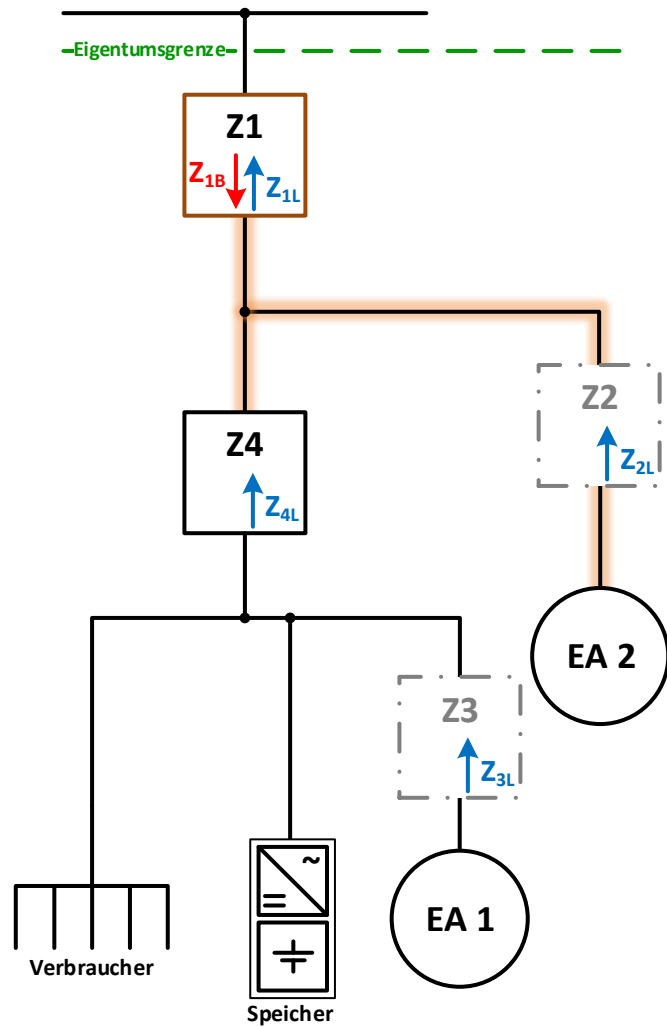 Eigentumsgrenze
Z1
Z1B
Z1L
Z2
Z2L
Z4
Z4L
EA 2
Z3
Z3L
EA 1
~
=
Verbraucher
Speicher